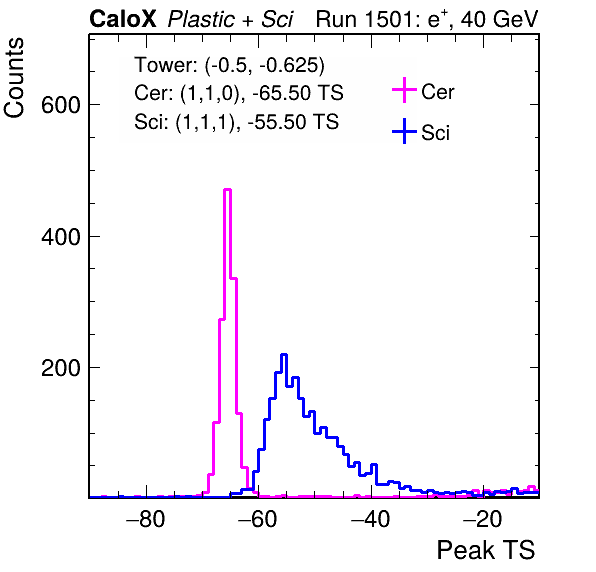 CaloX Plastic + Sci Run 1501: e⁺, 40 GeV
Counts
Tower: (-0.5, -0.625)
Cer: (1,1,0), -65.50 TS
Sci: (1,1,1), -55.50 TS
Cer
Sci
600
400
200
−80 −60 −40 −20
Peak TS